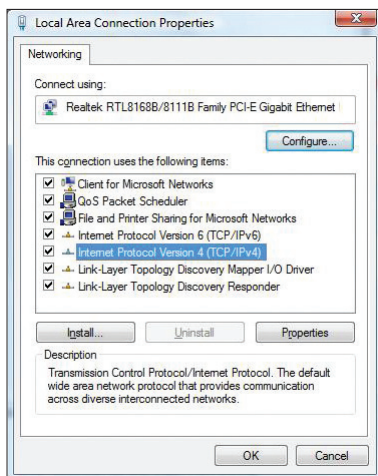 Local Area Connection Properties
Networking
Connect using:
Realtek RTL8168B/8111B Family PCI-E Gigabit Ethernet
Configure...
This connection uses the following items:
Client for Microsoft Networks
QoS Packet Scheduler
File and Printer Sharing for Microsoft Networks
Internet Protocol Version 6 (TCP/IPv6)
Internet Protocol Version 4 (TCP/IPv4)
Link-Layer Topology Discovery Mapper I/O Driver
Link-Layer Topology Discovery Responder
Install... Uninstall Properties
Description
Transmission Control Protocol/Internet Protocol. The default
wide area network protocol that provides communication
across diverse interconnected networks.
OK Cancel